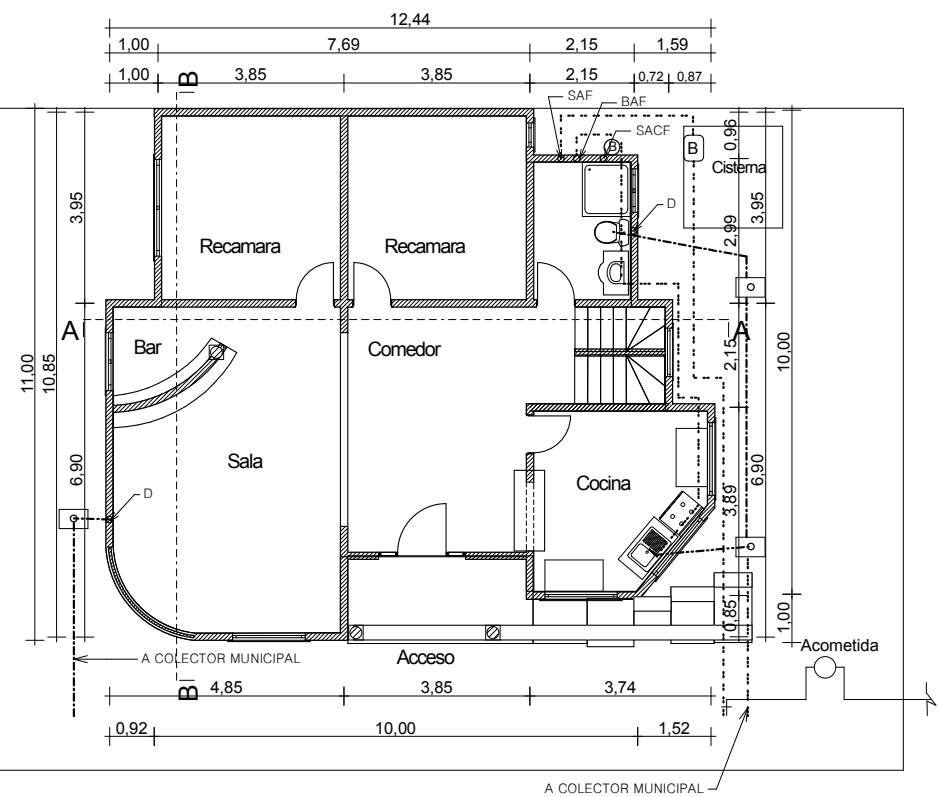 12,44
1,00 7,69 2,15 1,59
1,00 3,85 3,85 2,15 0,72 0,87
B
SAF
BAF
SACF
B
B
Cisterna
0,96
3,95
3,95
2,99
D
Recamara
Recamara
A
A
Bar
Comedor
2,15
10,00
11,00
10,85
6,90
Sala
Cocina
3,89
6,90
D
0,85
1,00
A COLECTOR MUNICIPAL
Acceso
Acometida
B
4,85 3,85 3,74
0,92 10,00 1,52
A COLECTOR MUNICIPAL